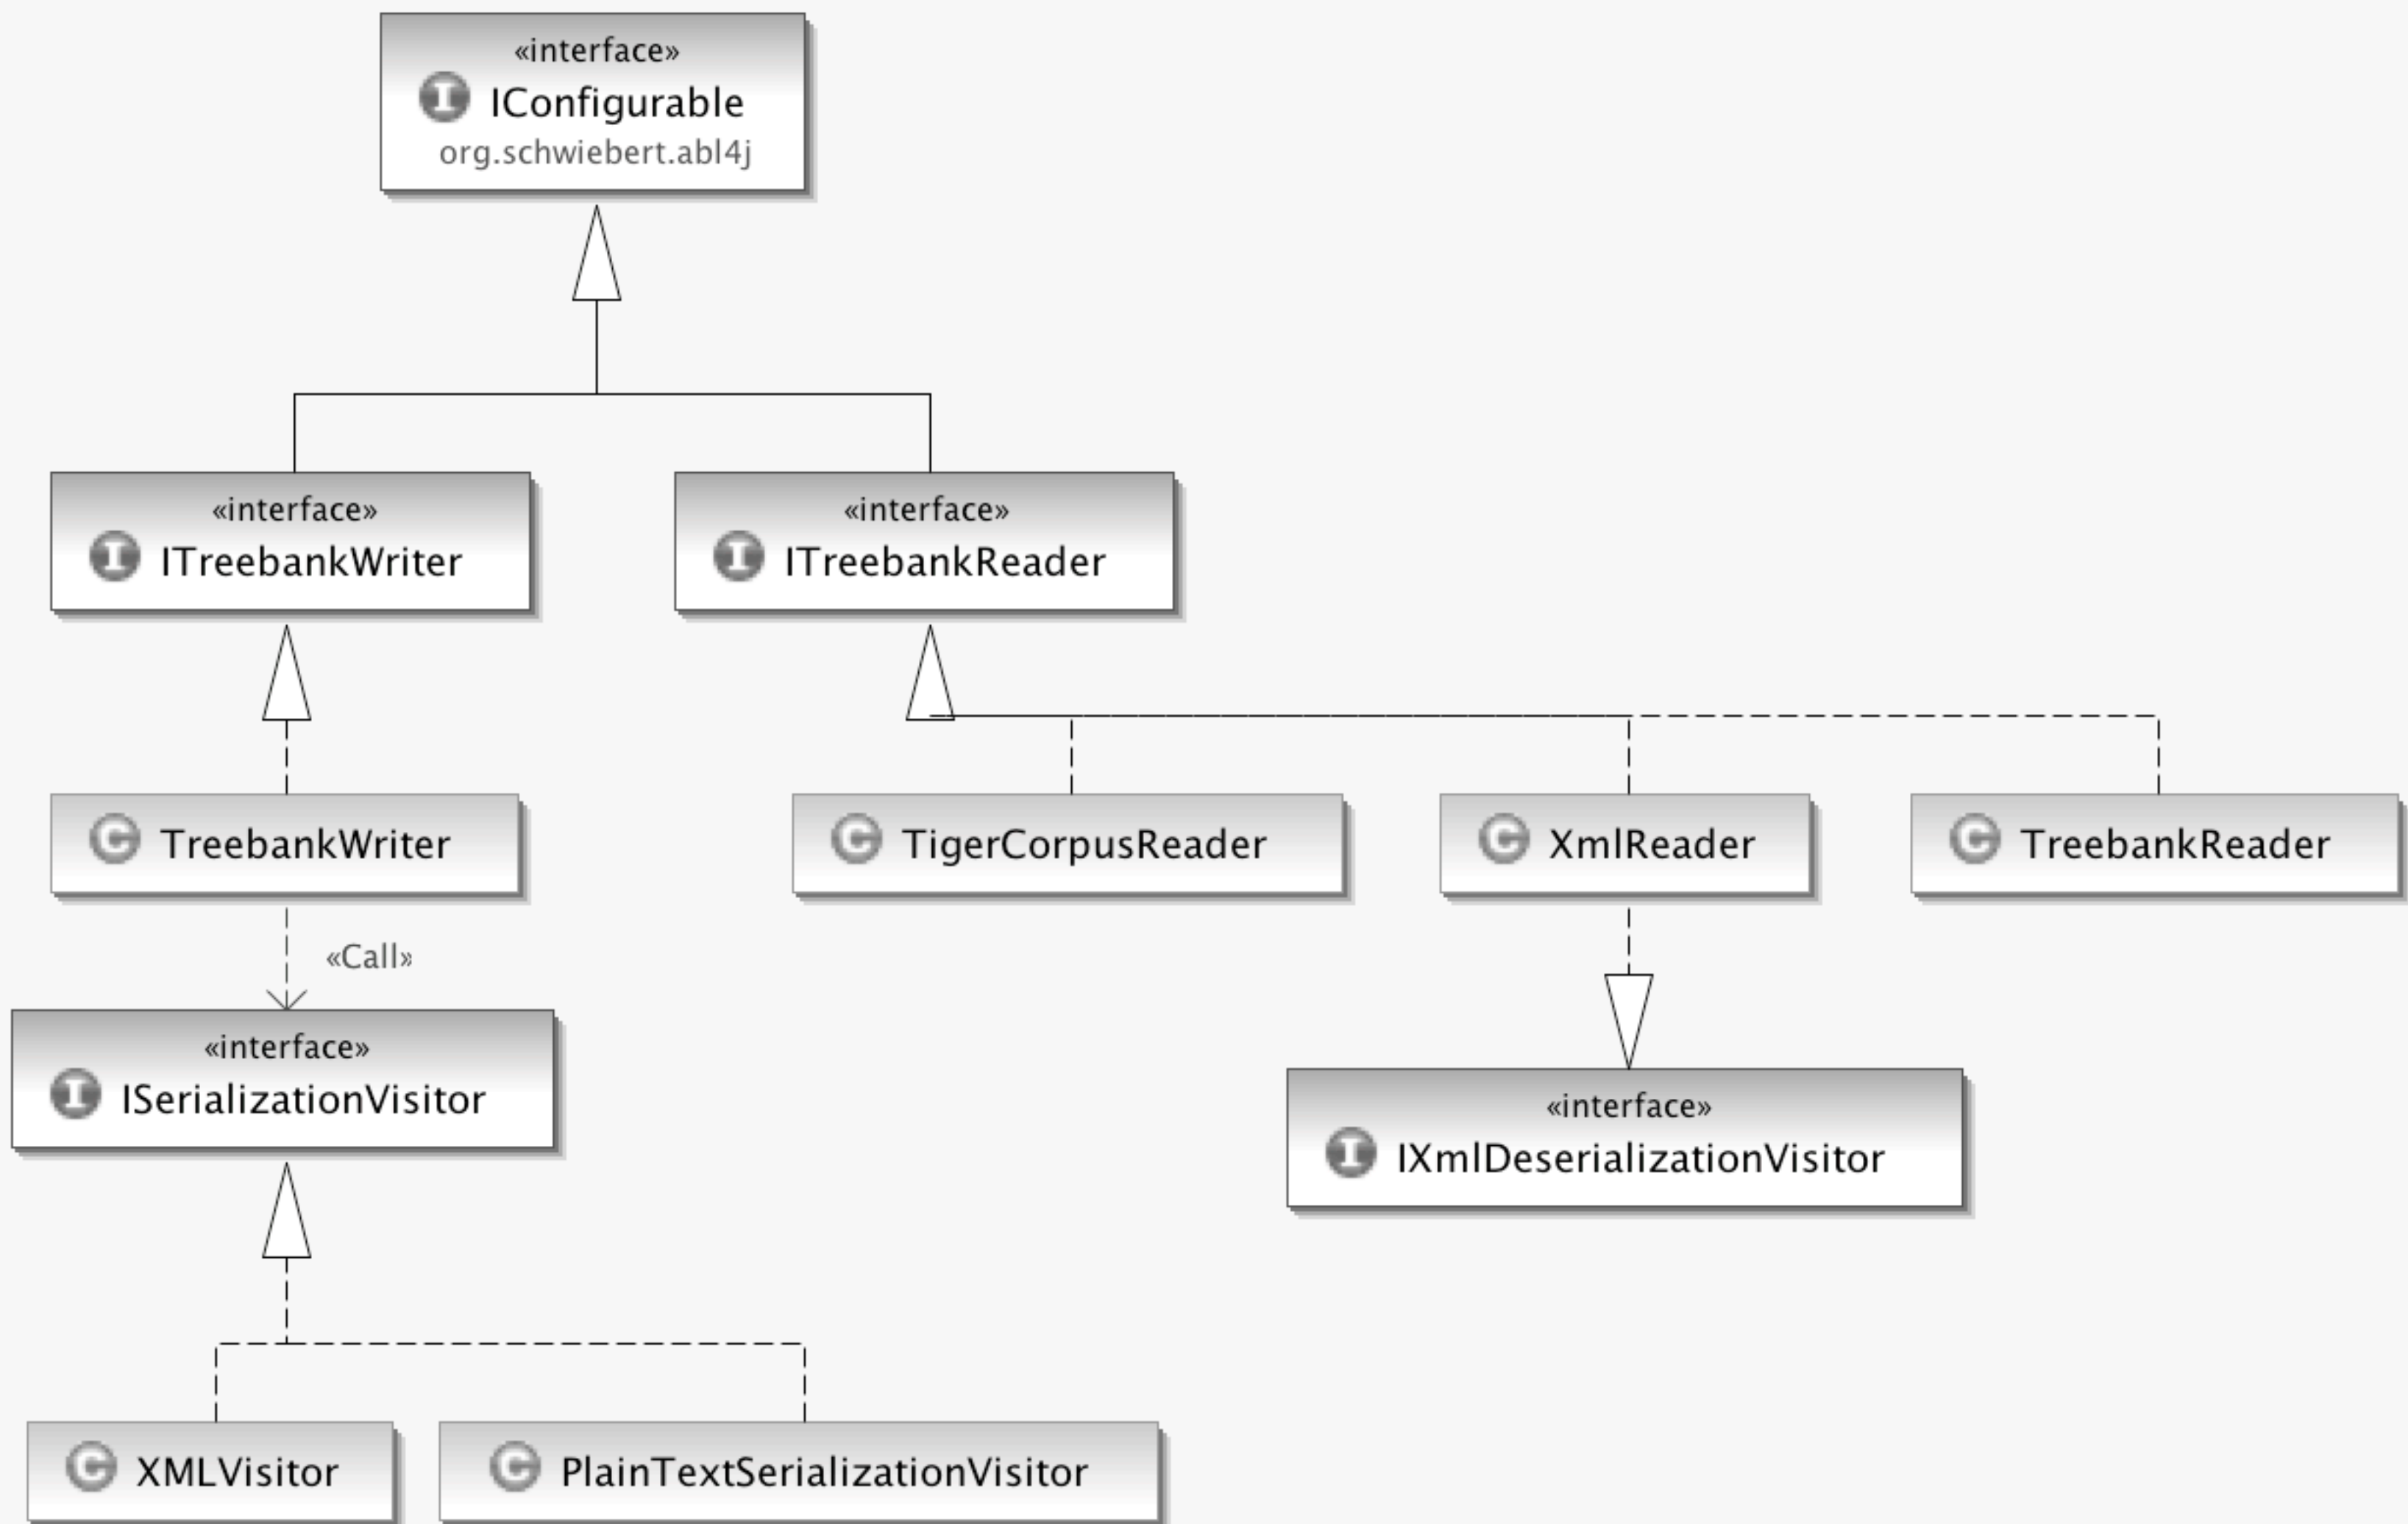 «interface»
IConfigurable
org.schwiebert.abl4j
«interface»
ITreebankWriter
«interface»
ITreebankReader
TreebankWriter
TigerCorpusReader
XmlReader
TreebankReader
«Call»
«interface»
ISerializationVisitor
«interface»
IXmlDeserializationVisitor
XMLVisitor
PlainTextSerializationVisitor